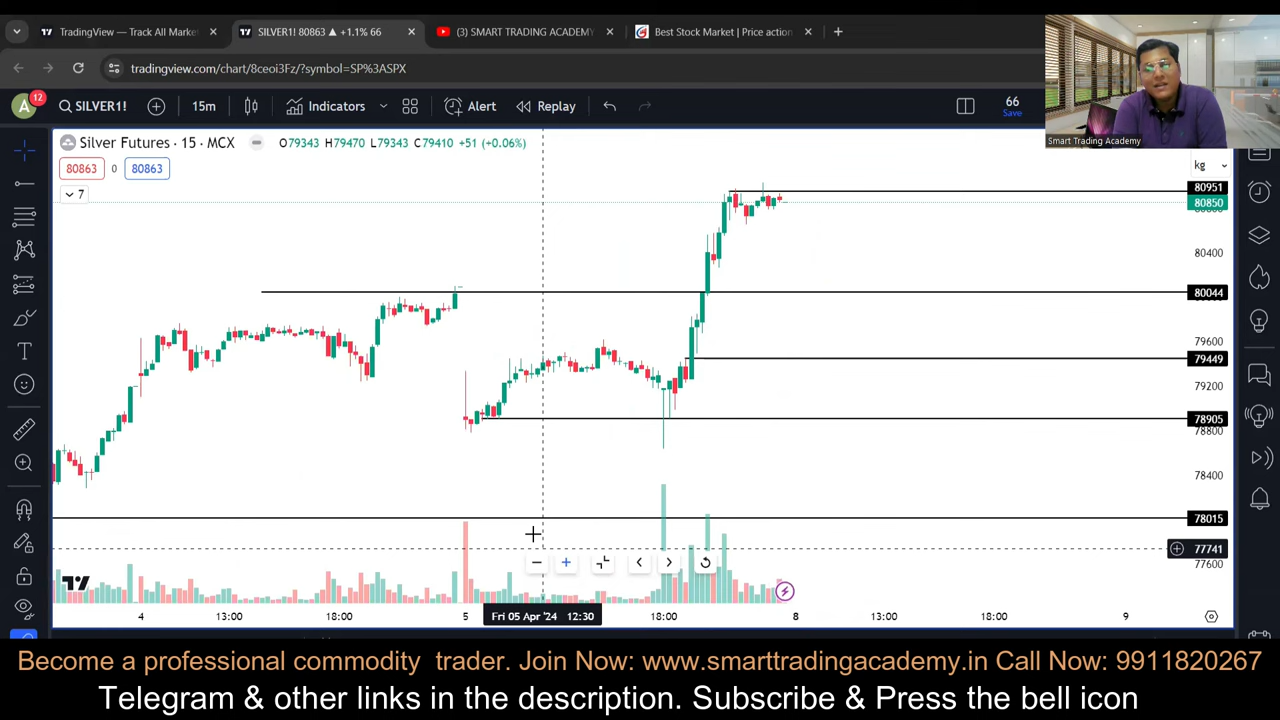 TradingView — Track All Market
SILVER1! 80863 ▲ +1.1% 66
(3) SMART TRADING ACADEMY
Best Stock Market | Price action
tradingview.com/chart/8ceoi3Fz/?symbol=SP%3ASPX
A 12 SILVER1! 15m Indicators Alert Replay 66
Save
Smart Trading Academy
Silver Futures · 15 · MCX O79343 H79470 L79343 C79410 +51 (+0.06%)
kg
80863 0 80863
7
80951
80850
80400
80044
79600
79449
79200
78905
78800
78400
78015
77741
77600
4 13:00 18:00 5 Fri 05 Apr '24 12:30 18:00 8 13:00 18:00 9
Become a professional commodity trader. Join Now: www.smarttradingacademy.in Call Now: 9911820267
Telegram & other links in the description. Subscribe & Press the bell icon